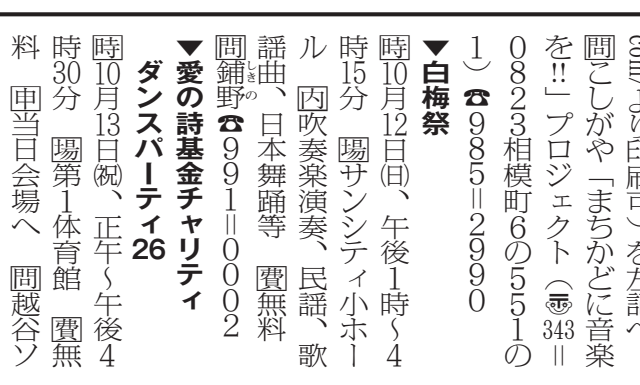 問こしがや「まちかどに音楽
を!!」プロジェクト(〠343=
0823相模町6の551の
1)☎985=2990
▼白梅祭
時10月12日㈰、午後1時〜4
時15分 場サンシティ小ホー
ル 内吹奏楽演奏、民謡、歌
謡曲、日本舞踊等 費無料
問鋪野しきの☎991=0002
▼愛の詩基金チャリティ
ダンスパーティ26
時10月13日㈷、正午〜午後4
時30分 場第1体育館 費無
料 申当日会場へ 問越谷ソ